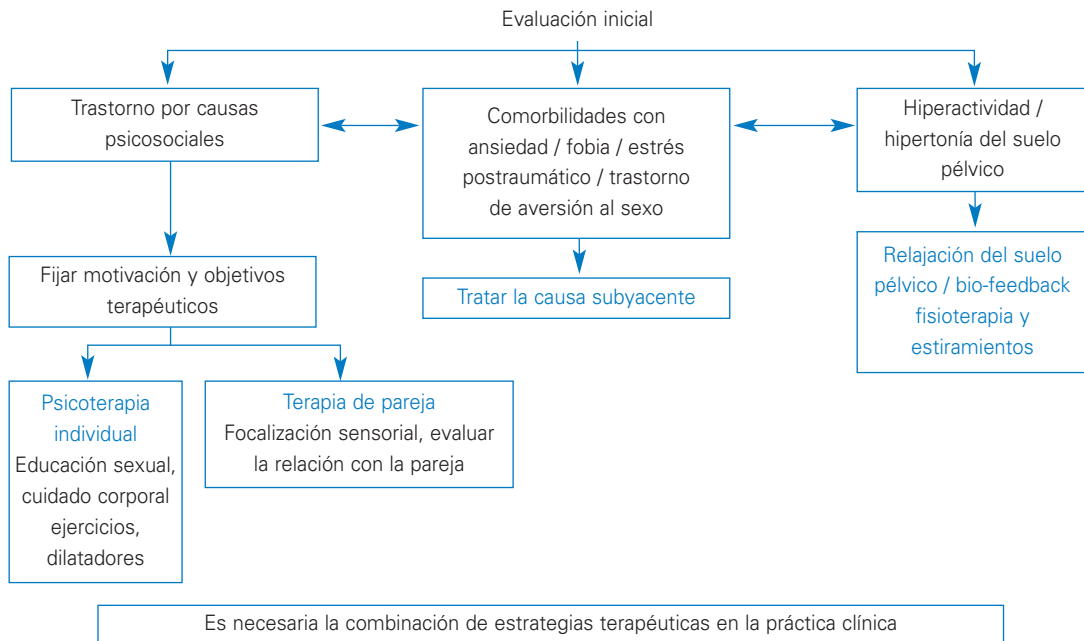 Evaluación inicial
Trastorno por causas
psicosociales
Comorbilidades con
ansiedad / fobia / estrés
postraumático / trastorno
de aversión al sexo
Hiperactividad /
hipertonía del suelo
pélvico
Fijar motivación y objetivos
terapéuticos
Tratar la causa subyacente
Relajación del suelo
pélvico / bio-feedback
fisioterapia y
estiramientos
Psicoterapia
individual
Educación sexual,
cuidado corporal
ejercicios,
dilatadores
Terapia de pareja
Focalización sensorial, evaluar
la relación con la pareja
Es necesaria la combinación de estrategias terapéuticas en la práctica clínica